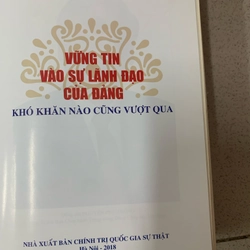 VỮNG TIN
VÀO SỰ LÃNH ĐẠO
CỦA ĐẢNG
KHÓ KHĂN NÀO CŨNG VƯỢT QUA
NHÀ XUẤT BẢN CHÍNH TRỊ QUỐC GIA SỰ THẬT
Hà Nội - 2018